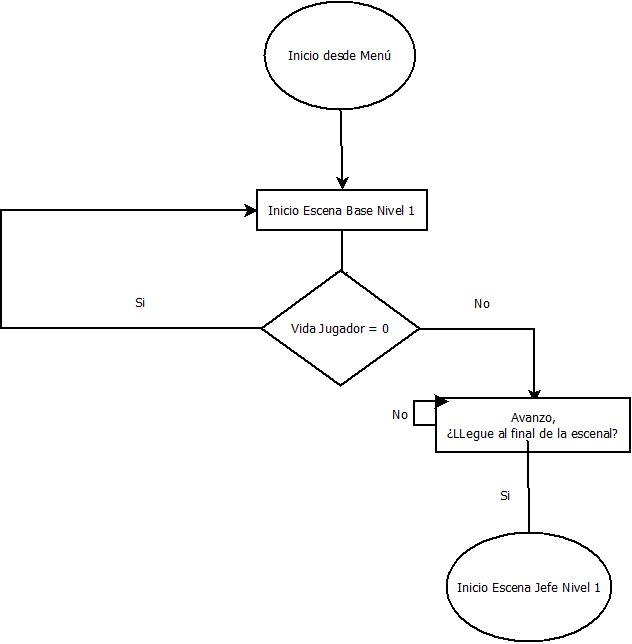 Inicio desde Menú
Inicio Escena Base Nivel 1
Si
No
Vida Jugador = 0
Avanzo,
¿LLegue al final de la escenal?
No
Si
Inicio Escena Jefe Nivel 1